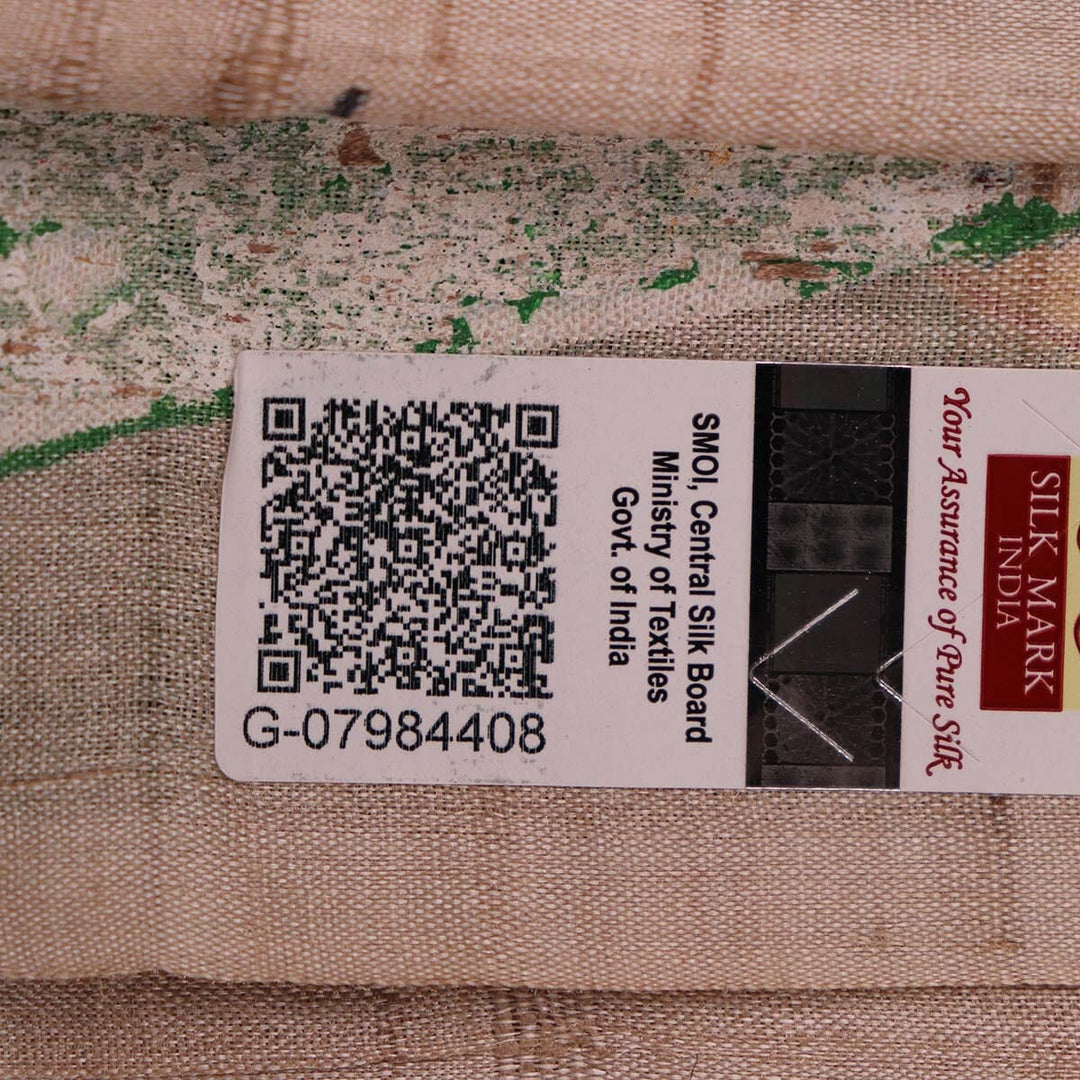 G-07984408
SMOI, Central Silk Board
Ministry of Textiles
Govt. of India
Your Assurance of Pure Silk
SILK MARK
INDIA